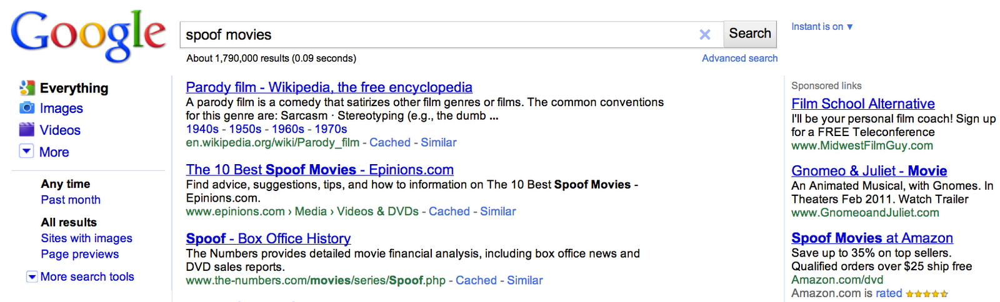 Google
spoof movies
Search
Instant is on ▼
About 1,790,000 results (0.09 seconds)
Advanced search
Everything
Images
Videos
More
Any time
Past month
All results
Sites with images
Page previews
More search tools
Parody film - Wikipedia, the free encyclopedia
A parody film is a comedy that satirizes other film genres or films. The common conventions
for this genre are: Sarcasm · Stereotyping (e.g., the dumb ...
1940s - 1950s - 1960s - 1970s
en.wikipedia.org/wiki/Parody_film - Cached - Similar
The 10 Best Spoof Movies - Epinions.com
Find advice, suggestions, tips, and how to information on The 10 Best Spoof Movies -
Epinions.com.
www.epinions.com › Media › Videos & DVDs - Cached - Similar
Spoof - Box Office History
The Numbers provides detailed movie financial analysis, including box office news and
DVD sales reports.
www.the-numbers.com/movies/series/Spoof.php - Cached - Similar
Sponsored links
Film School Alternative
I'll be your personal film coach! Sign up
for a FREE Teleconference
www.MidwestFilmGuy.com
Gnomeo & Juliet - Movie
An Animated Musical, with Gnomes. In
Theaters Feb 2011. Watch Trailer
www.GnomeoandJuliet.com
Spoof Movies at Amazon
Save up to 35% on top sellers.
Qualified orders over $25 ship free
Amazon.com/dvd
Amazon.com is rated